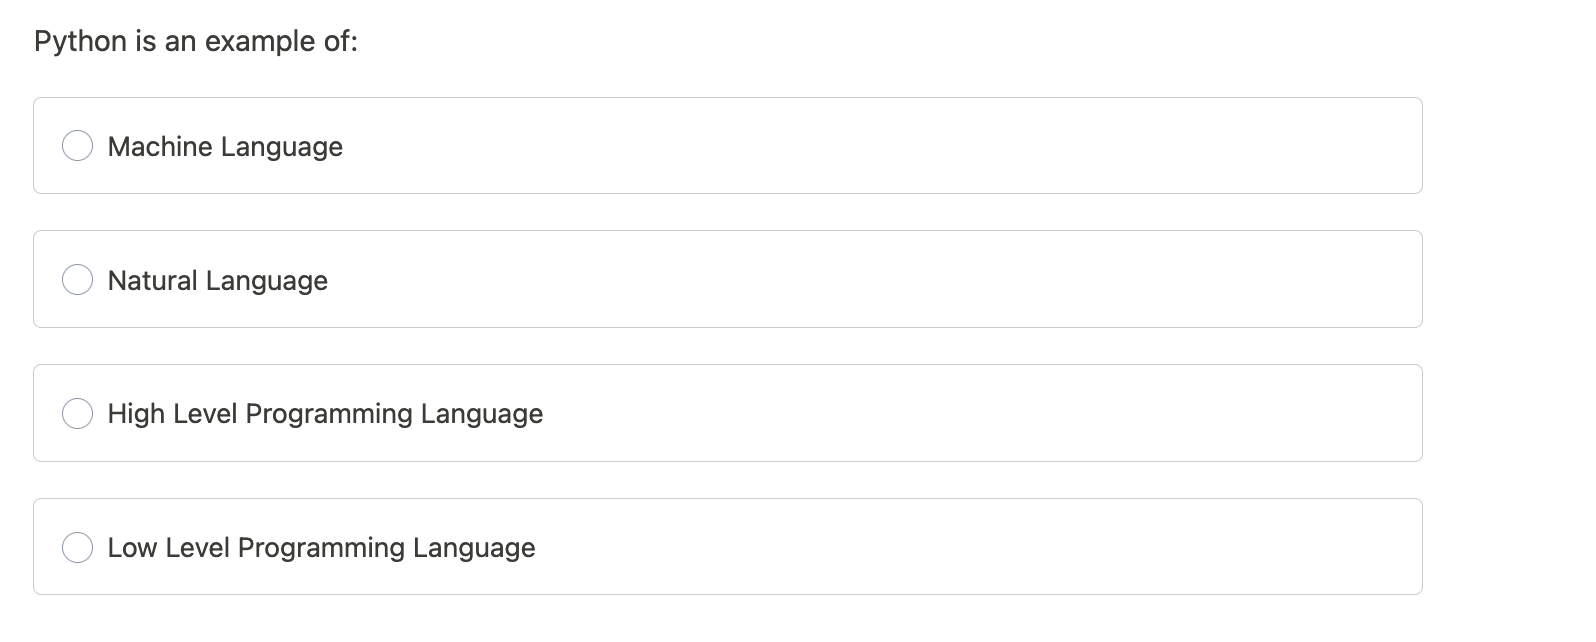 Python is an example of:
Machine Language
Natural Language
High Level Programming Language
Low Level Programming Language